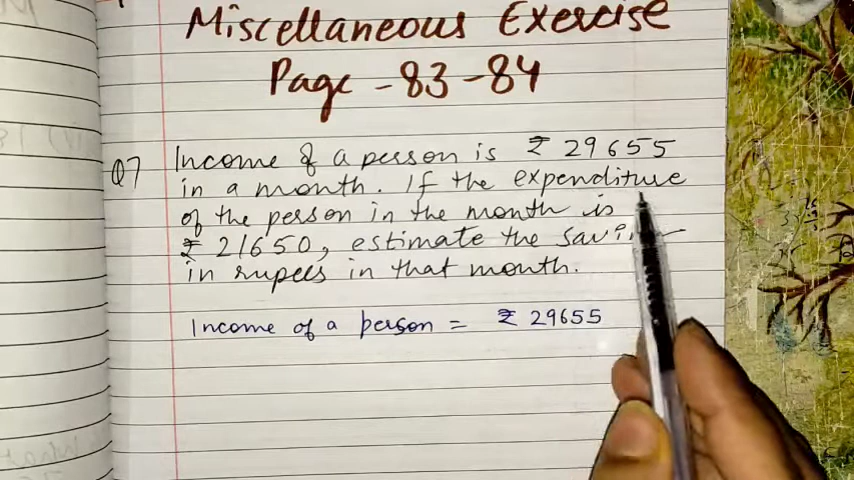 Miscellaneous Exercise
Page - 83 - 84
Q7 Income of a person is ₹ 29655
in a month. If the expenditure
of the person in the month is
₹ 21650, estimate the
in rupees in that month.
Income of a person = ₹ 29655